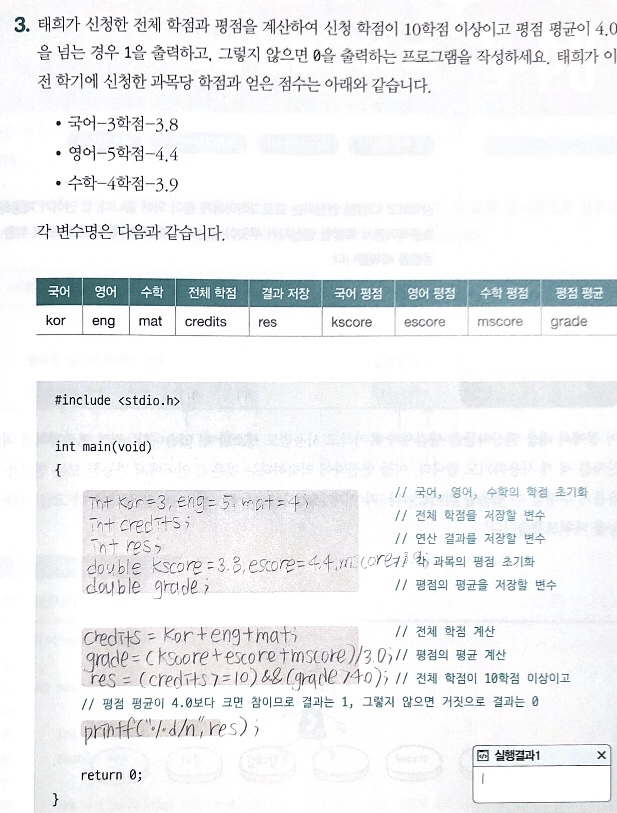 3. 태희가 신청한 전체 학점과 평점을 계산하여 신청 학점이 10학점 이상이고 평점 평균이 4.0
을 넘는 경우 1을 출력하고, 그렇지 않으면 0을 출력하는 프로그램을 작성하세요. 태희가 이
전 학기에 신청한 과목당 학점과 얻은 점수는 아래와 같습니다.
• 국어-3학점-3.8
• 영어-5학점-4.4
• 수학-4학점-3.9
각 변수명은 다음과 같습니다.
국어 영어 수학 전체 학점 결과 저장 국어 평점 영어 평점 수학 평점 평점 평균
kor eng mat credits res kscore escore mscore grade
#include <stdio.h>
int main(void)
{
int kor=3, eng=5, mat=4; // 국어, 영어, 수학의 학점 초기화
int credits; // 전체 학점을 저장할 변수
int res; // 연산 결과를 저장할 변수
double kscore=3.8, escore=4.4, mscore=3.9; // 각 과목의 평점 초기화
double grade; // 평점의 평균을 저장할 변수
credits = kor+eng+mat; // 전체 학점 계산
grade=(kscore+escore+mscore)/3.0; // 평점의 평균 계산
res = (credits>=10)&&(grade>4.0); // 전체 학점이 10학점 이상이고
// 평점 평균이 4.0보다 크면 참이므로 결과는 1, 그렇지 않으면 거짓으로 결과는 0
printf("%d/n", res);
return 0;
}
실행결과1 X
1